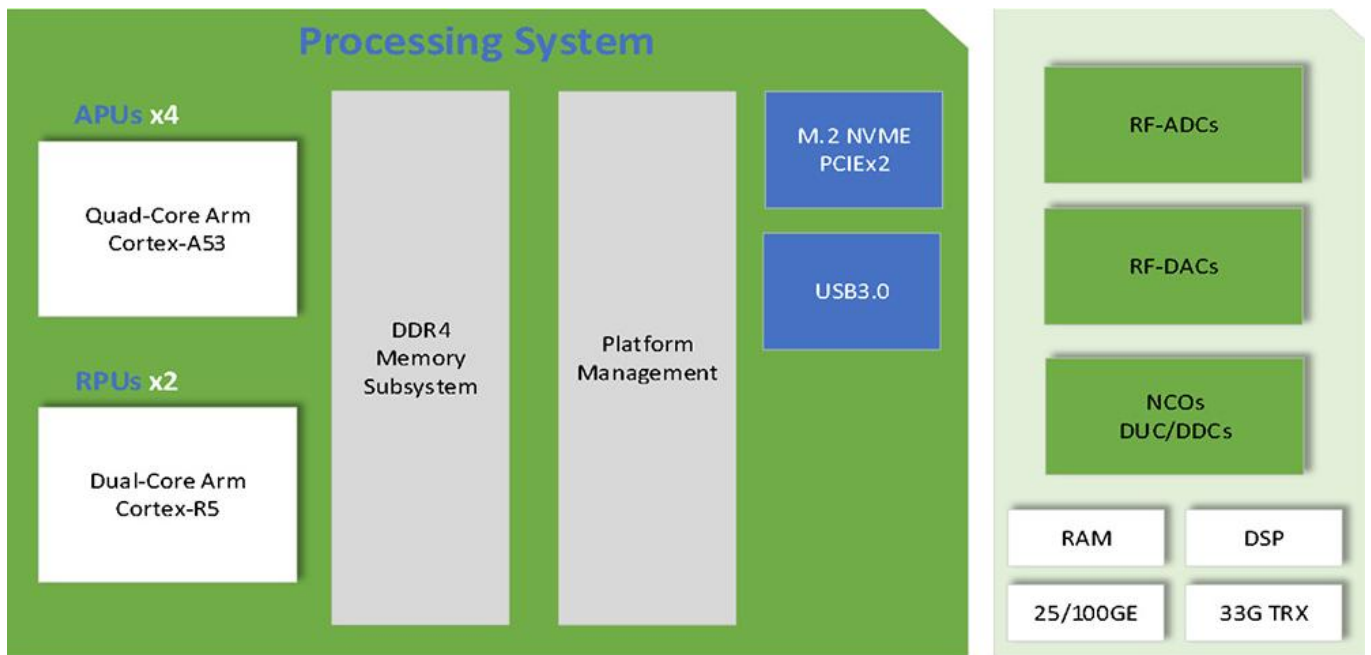 Processing System
APUs x4
Quad-Core Arm
Cortex-A53
RPUs x2
Dual-Core Arm
Cortex-R5
DDR4
Memory
Subsystem
Platform
Management
M.2 NVME
PCIEx2
USB3.0
RF-ADCs
RF-DACs
NCOs
DUC/DDCs
RAM
DSP
25/100GE
33G TRX